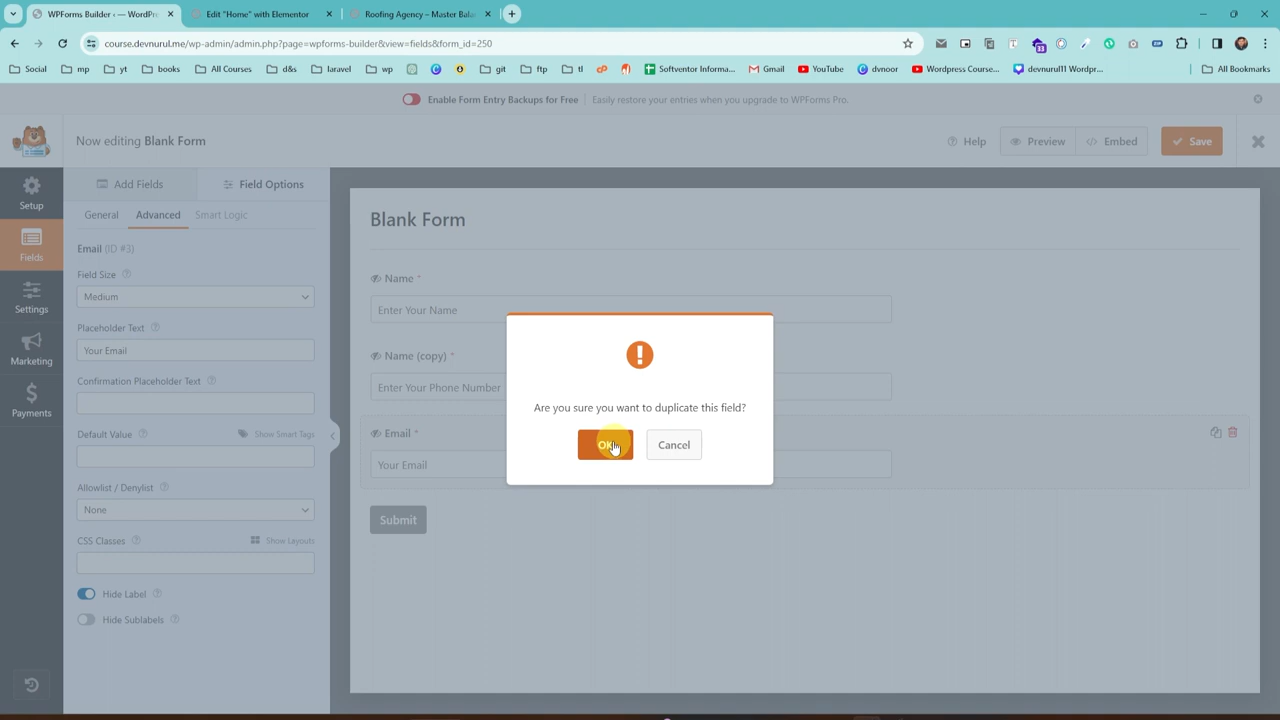 WPForms Builder ‹ — WordPr
Edit "Home" with Elementor
Roofing Agency – Master Bala
course.devnurul.me/wp-admin/admin.php?page=wpforms-builder&view=fields&form_id=250
33
Social
mp
yt
books
All Courses
d&s
laravel
wp
git
ftp
tl
Softventor Informa...
Gmail
YouTube
dvnoor
Wordpress Course...
devnurul11 Wordpr...
All Bookmarks
Enable Form Entry Backups for Free
Easily restore your entries when you upgrade to WPForms Pro.
Now editing Blank Form
Help
Preview
Embed
Save
Setup
Fields
Settings
Marketing
Payments
Add Fields
Field Options
General
Advanced
Smart Logic
Email (ID #3)
Field Size
Medium
Placeholder Text
Your Email
Confirmation Placeholder Text
Default Value
Show Smart Tags
Allowlist / Denylist
None
CSS Classes
Show Layouts
Hide Label
Hide Sublabels
Blank Form
Name *
Enter Your Name
Name (copy) *
Enter Your Phone Number
Email *
Your Email
Submit
Are you sure you want to duplicate this field?
OK
Cancel